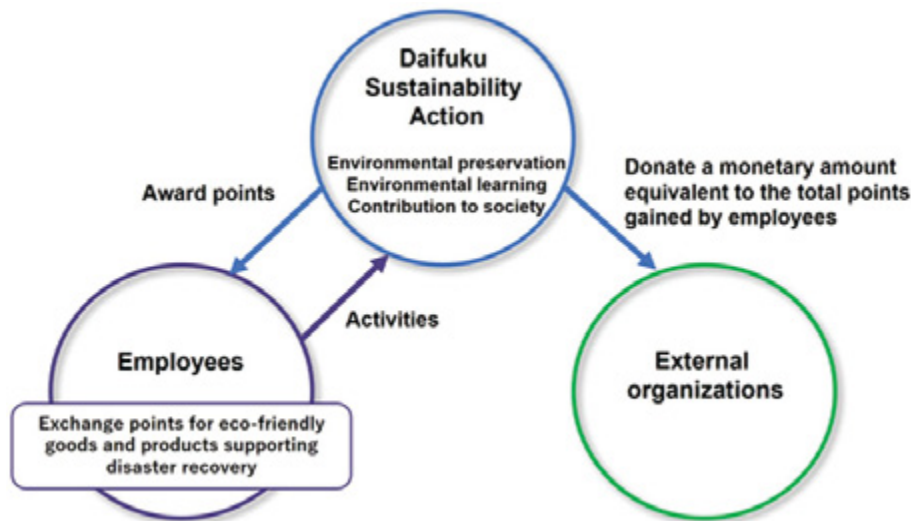 Daifuku
Sustainability
Action
Environmental preservation
Environmental learning
Contribution to society
Award points
Donate a monetary amount
equivalent to the total points
gained by employees
Activities
Employees
Exchange points for eco-friendly
goods and products supporting
disaster recovery
External
organizations